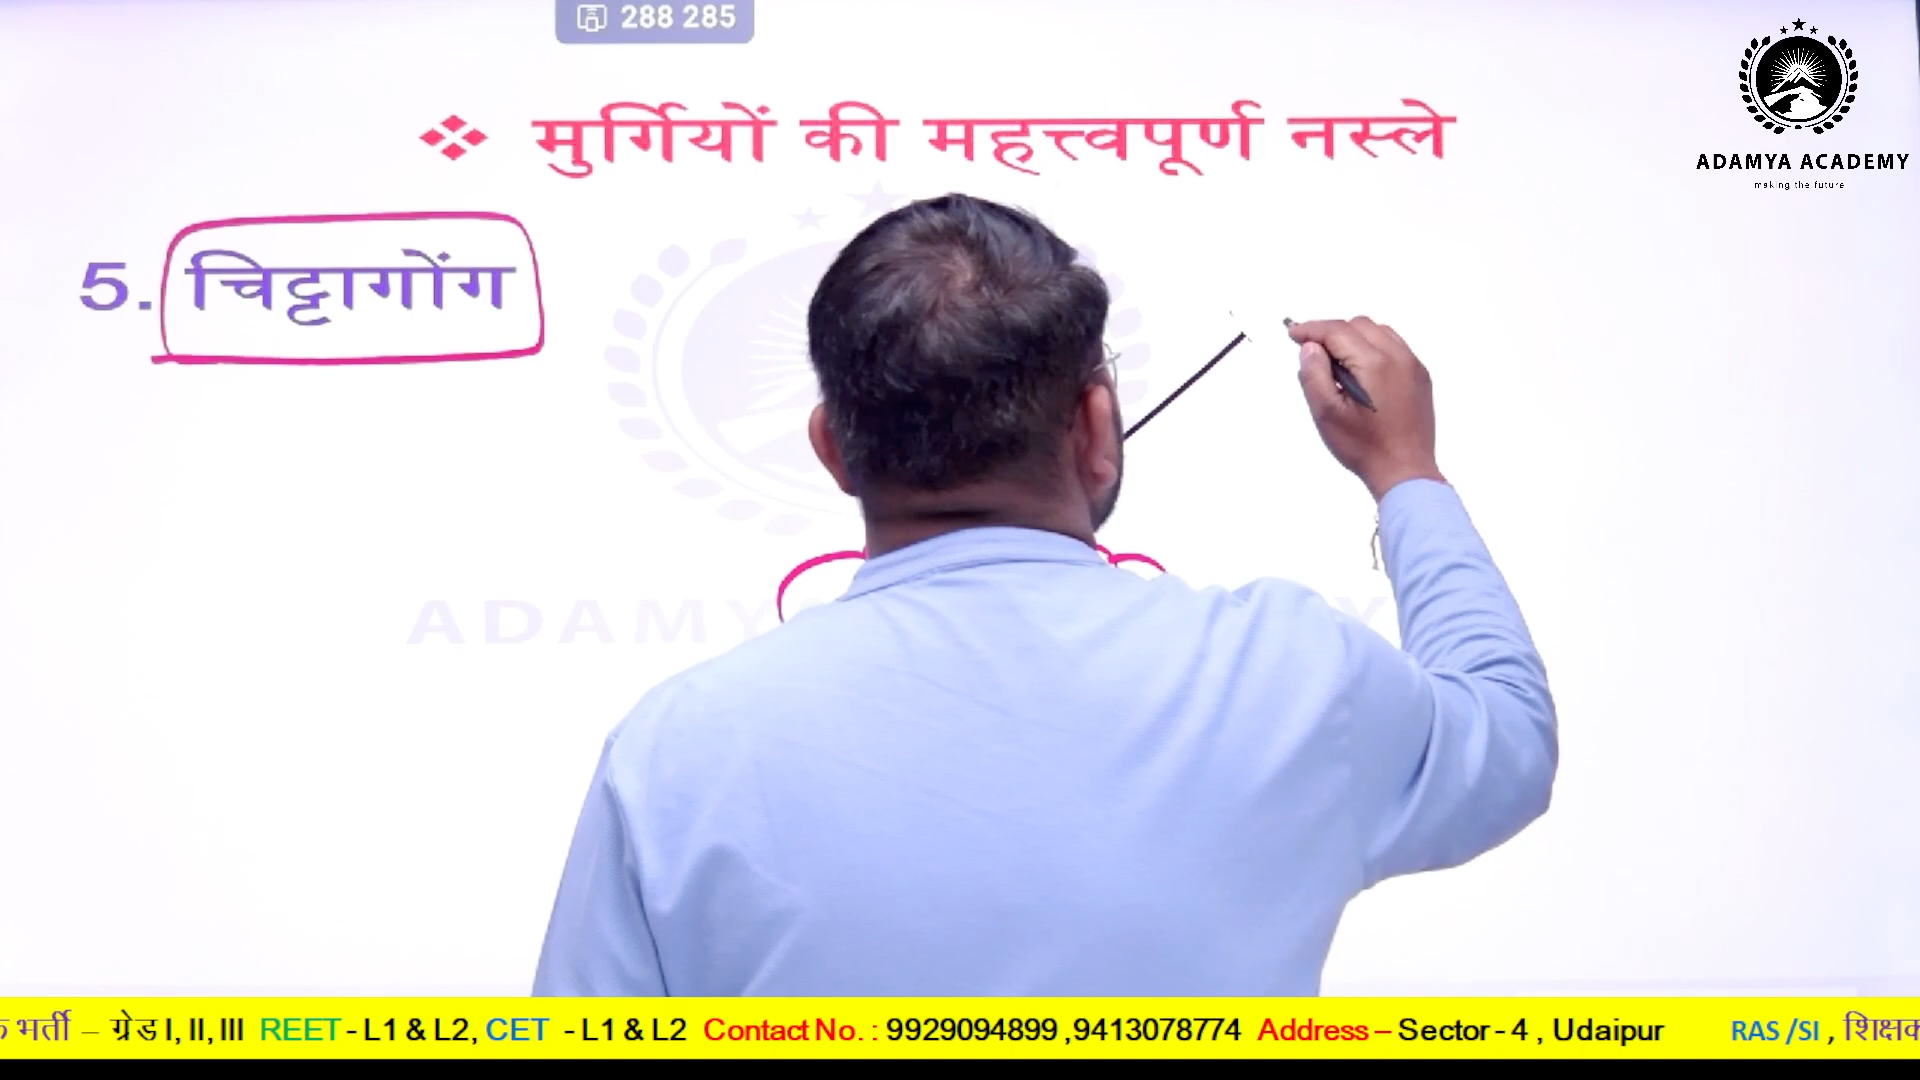 288 285
ADAMYA ACADEMY
making the future
❖ मुर्गियों की महत्त्वपूर्ण नस्ले
5. चिट्टागोंग
ADAMY
भर्ती – ग्रेड I, II, III REET - L1 & L2, CET - L1 & L2 Contact No. : 9929094899 ,9413078774 Address – Sector - 4 , Udaipur RAS /SI , शिक्षक